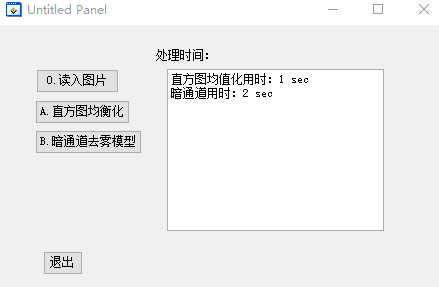 Untitled Panel
处理时间：
0.读入图片
A.直方图均衡化
B.暗通道去雾模型
直方图均值化用时：1 sec
暗通道用时：2 sec
退出